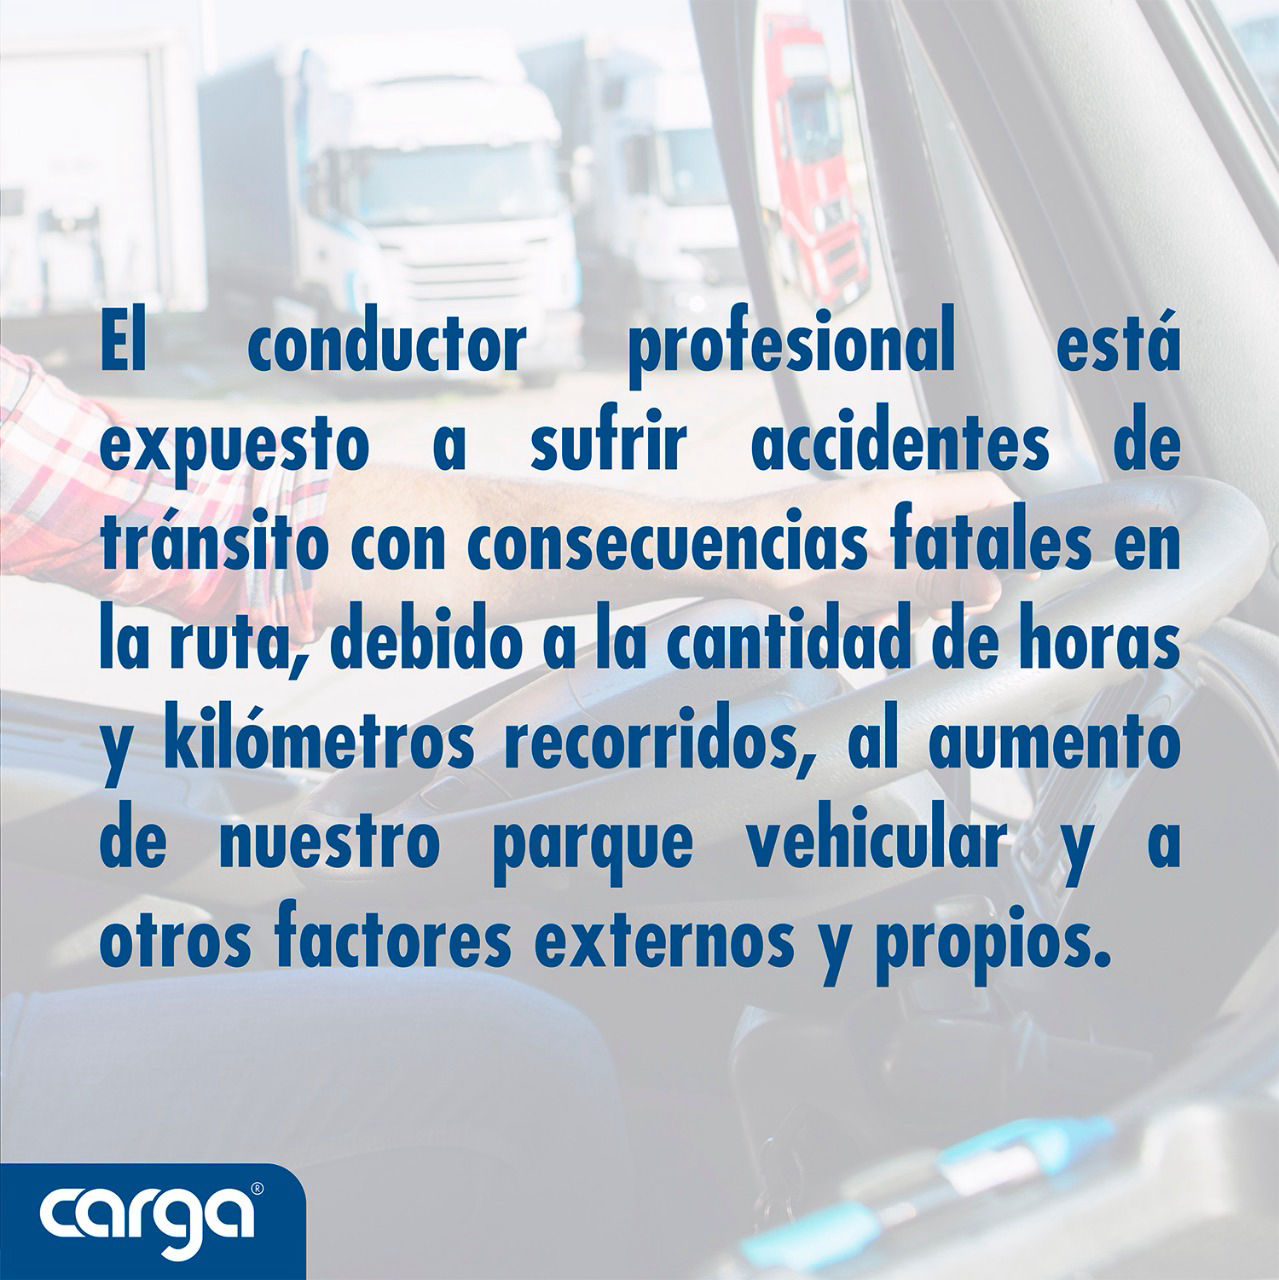 El conductor profesional está
expuesto a sufrir accidentes de
tránsito con consecuencias fatales en
la ruta, debido a la cantidad de horas
y kilómetros recorridos, al aumento
de nuestro parque vehicular y a
otros factores externos y propios.
carga®